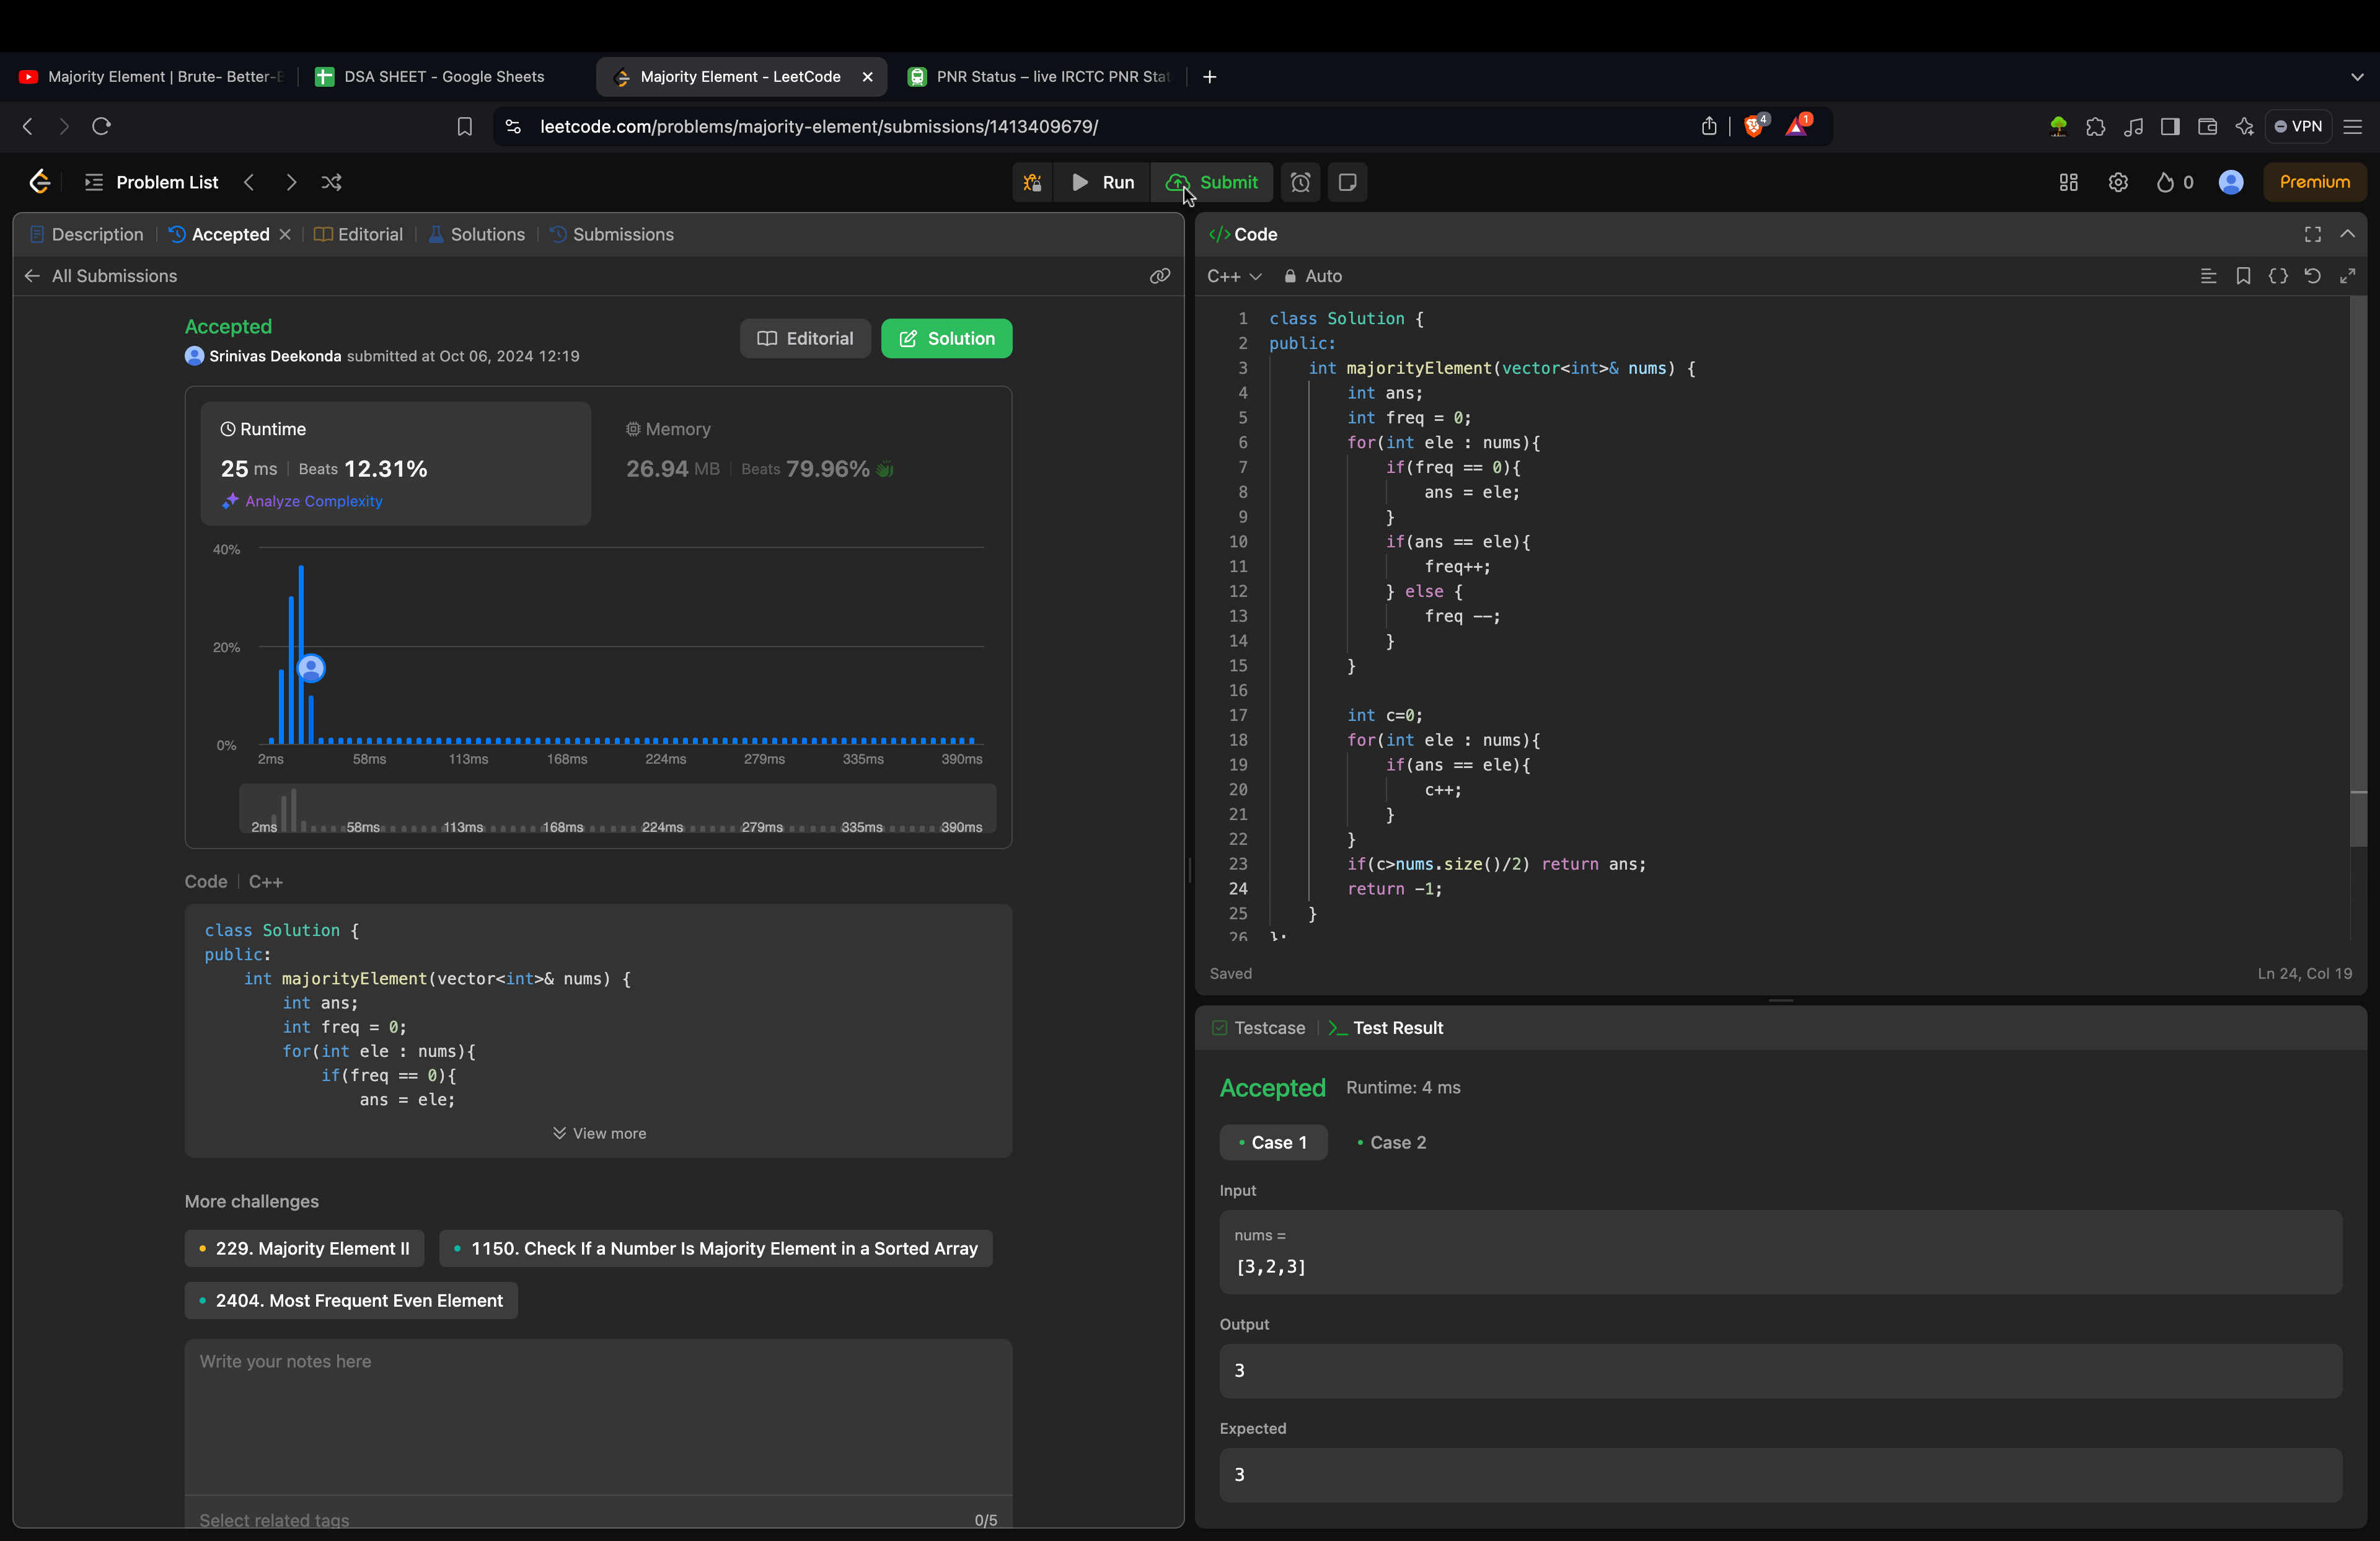 Majority Element | Brute- Better-
DSA SHEET - Google Sheets
Majority Element - LeetCode
PNR Status – live IRCTC PNR Stat
leetcode.com/problems/majority-element/submissions/1413409679/
4
1
VPN
Problem List
Run
Submit
0
Premium
Description
Accepted
Editorial
Solutions
Submissions
All Submissions
Accepted
Srinivas Deekonda submitted at Oct 06, 2024 12:19
Editorial
Solution
Runtime
25 ms
Beats 12.31%
Analyze Complexity
Memory
26.94 MB
Beats 79.96%
40%
20%
0%
2ms 58ms 113ms 168ms 224ms 279ms 335ms 390ms
2ms 58ms 113ms 168ms 224ms 279ms 335ms 390ms
Code | C++
class Solution {
public:
    int majorityElement(vector<int>& nums) {
        int ans;
        int freq = 0;
        for(int ele : nums){
            if(freq == 0){
                ans = ele;
View more
More challenges
229. Majority Element II
1150. Check If a Number Is Majority Element in a Sorted Array
2404. Most Frequent Even Element
Write your notes here
Select related tags
0/5
</> Code
C++
Auto
1 class Solution {
2 public:
3     int majorityElement(vector<int>& nums) {
4         int ans;
5         int freq = 0;
6         for(int ele : nums){
7             if(freq == 0){
8                 ans = ele;
9             }
10             if(ans == ele){
11                 freq++;
12             } else {
13                 freq --;
14             }
15         }
16
17         int c=0;
18         for(int ele : nums){
19             if(ans == ele){
20                 c++;
21             }
22         }
23         if(c>nums.size()/2) return ans;
24         return -1;
25     }
26 };
Saved
Ln 24, Col 19
Testcase
Test Result
Accepted
Runtime: 4 ms
Case 1
Case 2
Input
nums =
[3,2,3]
Output
3
Expected
3